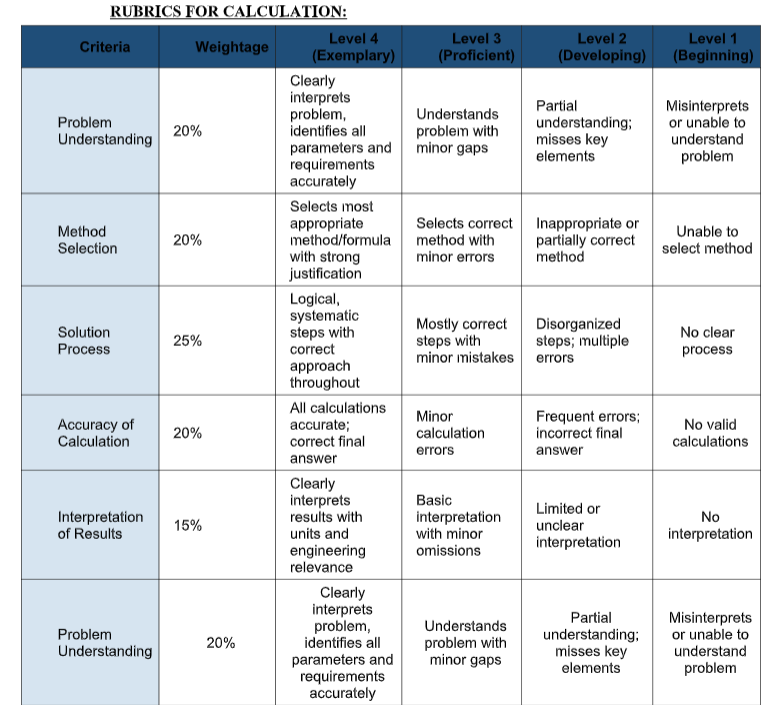 RUBRICS FOR CALCULATION:
Criteria
Weightage
Level 4
(Exemplary)
Level 3
(Proficient)
Level 2
(Developing)
Level 1
(Beginning)
Problem
Understanding
20%
Clearly
interprets
problem,
identifies all
parameters and
requirements
accurately
Understands
problem with
minor gaps
Partial
understanding;
misses key
elements
Misinterprets
or unable to
understand
problem
Method
Selection
20%
Selects most
appropriate
method/formula
with strong
justification
Selects correct
method with
minor errors
Inappropriate or
partially correct
method
Unable to
select method
Solution
Process
25%
Logical,
systematic
steps with
correct
approach
throughout
Mostly correct
steps with
minor mistakes
Disorganized
steps; multiple
errors
No clear
process
Accuracy of
Calculation
20%
All calculations
accurate;
correct final
answer
Minor
calculation
errors
Frequent errors;
incorrect final
answer
No valid
calculations
Interpretation
of Results
15%
Clearly
interprets
results with
units and
engineering
relevance
Basic
interpretation
with minor
omissions
Limited or
unclear
interpretation
No
interpretation
Problem
Understanding
20%
Clearly
interprets
problem,
identifies all
parameters and
requirements
accurately
Understands
problem with
minor gaps
Partial
understanding;
misses key
elements
Misinterprets
or unable to
understand
problem